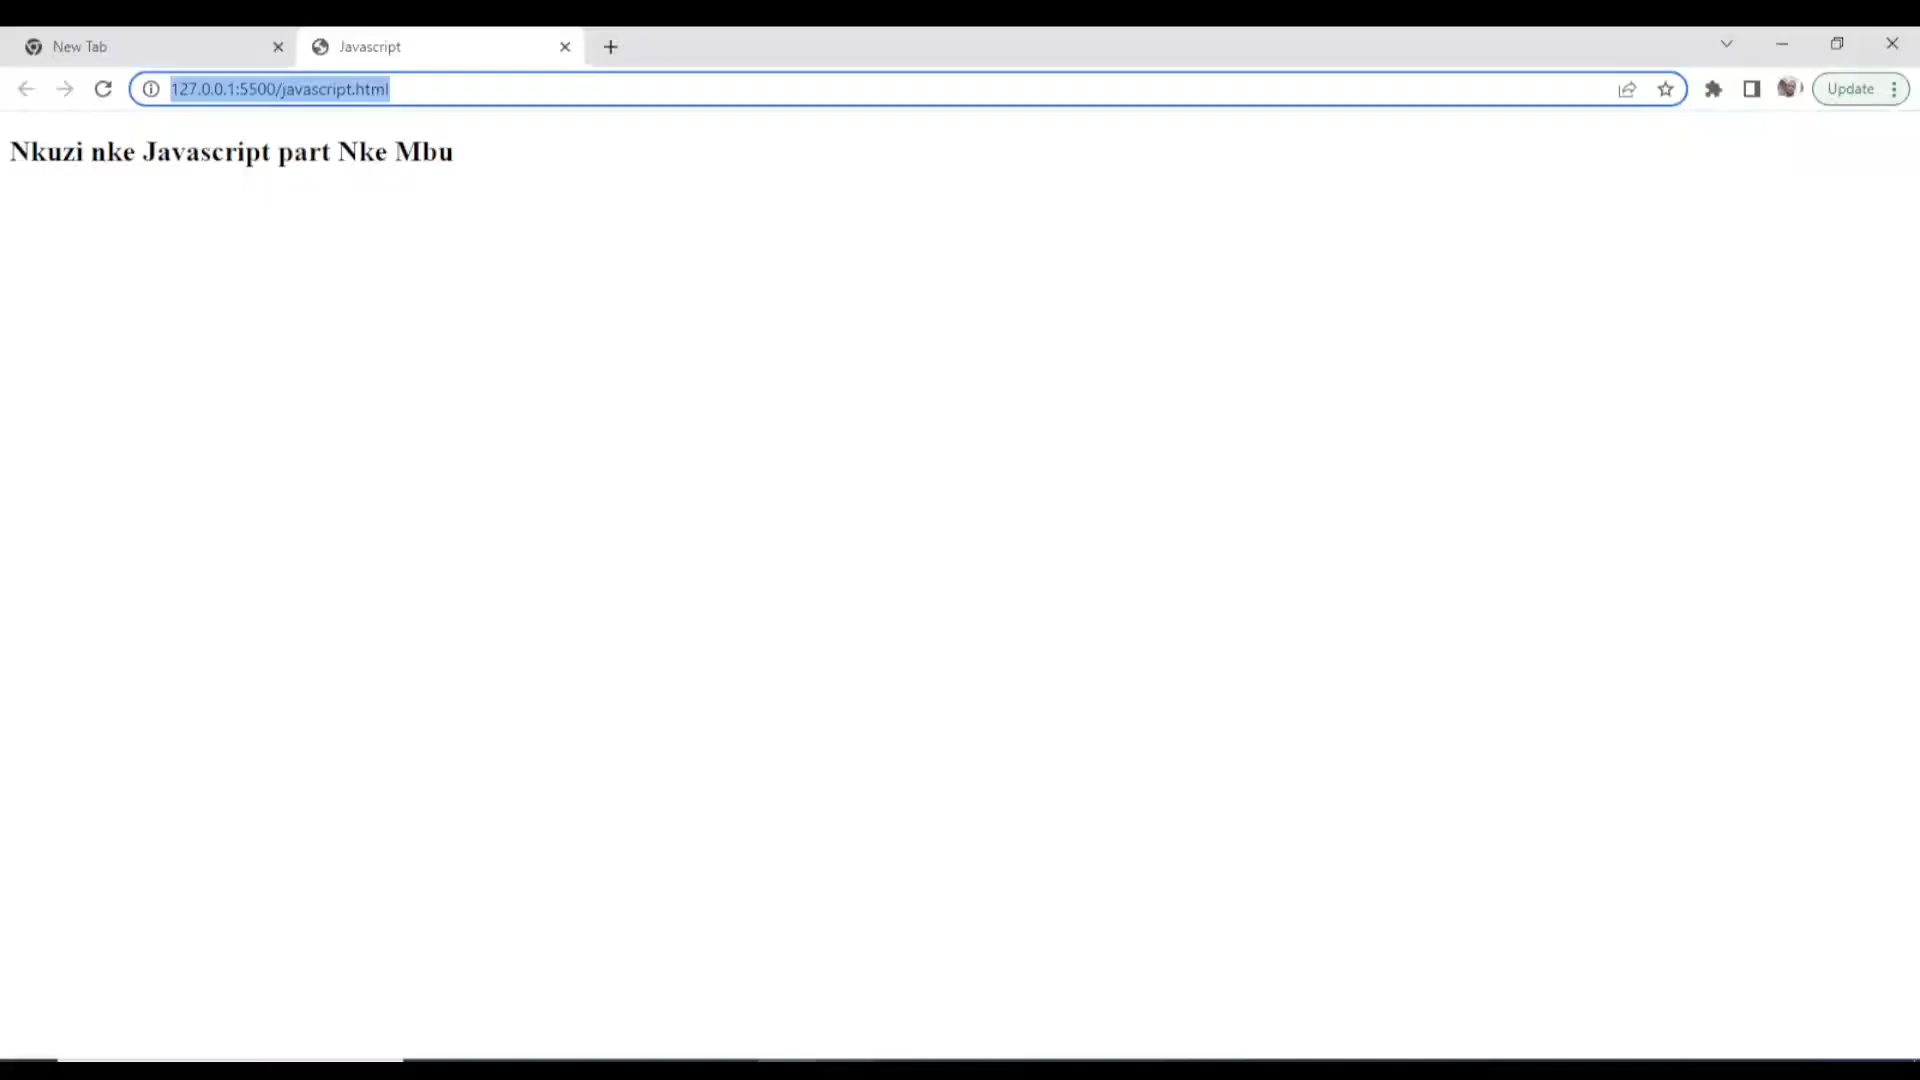 New Tab
Javascript
127.0.0.1:5500/javascript.html
Update
Nkuzi nke Javascript part Nke Mbu